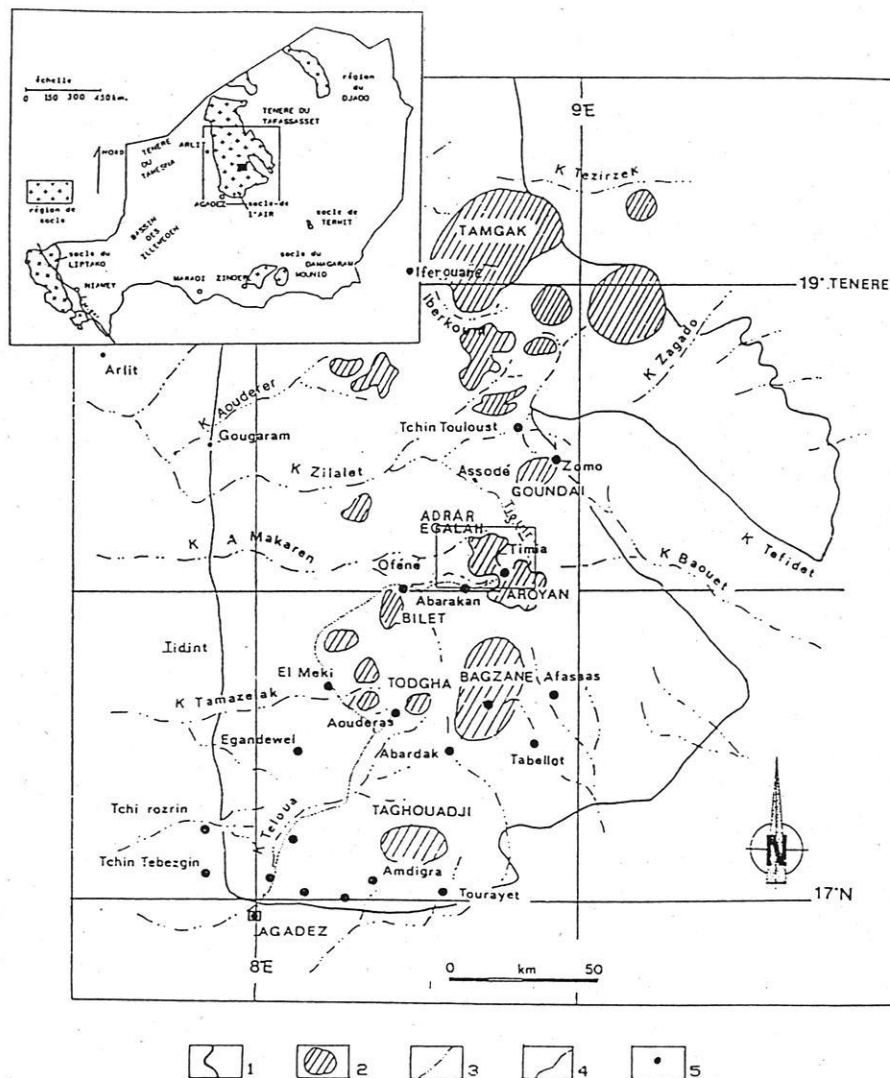 échelle
0 150 300 450km.
NORD
région de
socle
socle du
LIPTAKO
NIAMEY
BASSIN
DES
ILLEMEDEN
TENERE
DU
TAMESNA
ARLIT
TENERE DU
TAFASSASSET
région
du
DJADO
AGADEZ
socle-de
l'AIR
socle de
TERMIT
MARADI
ZINDER
socle du
DAMAGARAM
MOUNIO
9E
K Tezirzek
TAMGAK
Iferouane
19° TENERE
Iberkoum
K Zagado
Arlit
K Aouderer
Gougaram
Tchin Touloust
K Zilalet
Assodé
Zomo
GOUNDAI
ADRAR
EGALAH
K A Makaren
Timia
Ofene
Abarakan
AROYAN
BILET
K Baouet
K Tefidet
Iidint
El Meki
TODGHA
BAGZANE
Afassas
K Tamazelak
Aouderas
Egandewel
Abardak
Tabellot
Tchi rozrin
K Teloua
TAGHOUADJI
Tchin Tebezgin
Amdigra
Tourayet
N
17°N
AGADEZ
8E
0 km 50
1 2 3 4 5